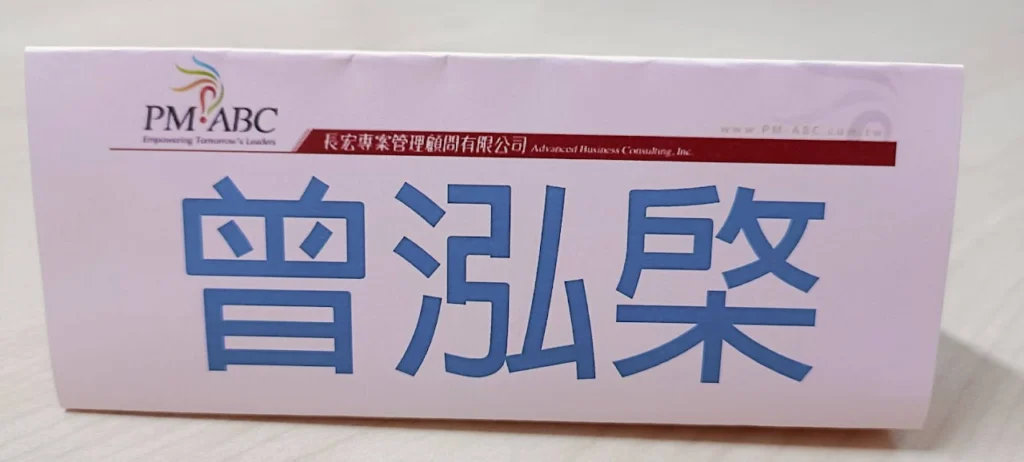 PM ABC
Empowering Tomorrow's Leaders
www.PM-ABC.com.tw
長宏專案管理顧問有限公司 Advanced Business Consulting, Inc.
曾泓棨